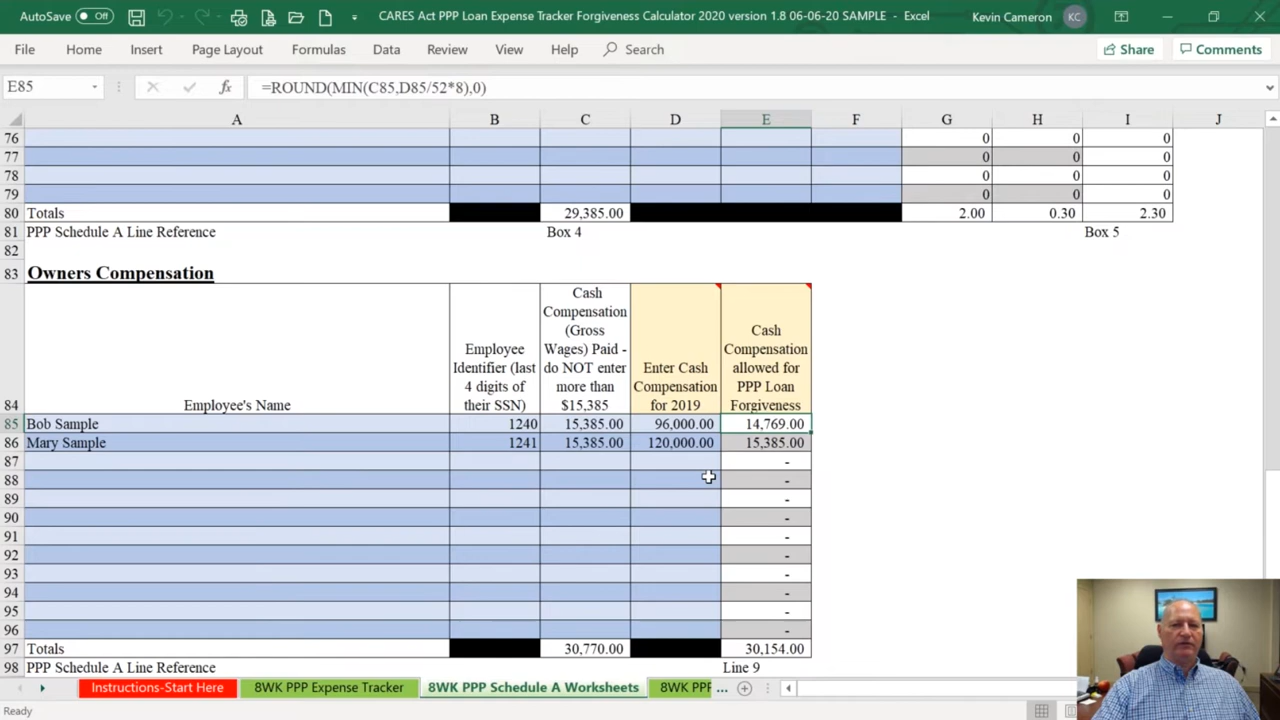 AutoSave Off CARES Act PPP Loan Expense Tracker Forgiveness Calculator 2020 version 1.8 06-06-20 SAMPLE - Excel Kevin Cameron KC
File Home Insert Page Layout Formulas Data Review View Help Search Share Comments
E85 fx =ROUND(MIN(C85,D85/52*8),0)
A B C D E F G H I J
76 0 0 0
77 0 0 0
78 0 0 0
79 0 0 0
80 Totals 29,385.00 2.00 0.30 2.30
81 PPP Schedule A Line Reference Box 4 Box 5
82
83 Owners Compensation
Cash
Compensation
(Gross Cash
Employee Wages) Paid - Compensation
Identifier (last do NOT enter Enter Cash allowed for
4 digits of more than Compensation PPP Loan
84 Employee's Name their SSN) $15,385 for 2019 Forgiveness
85 Bob Sample 1240 15,385.00 96,000.00 14,769.00
86 Mary Sample 1241 15,385.00 120,000.00 15,385.00
87 -
88 -
89 -
90 -
91 -
92 -
93 -
94 -
95 -
96 -
97 Totals 30,770.00 30,154.00
98 PPP Schedule A Line Reference Line 9
Instructions-Start Here 8WK PPP Expense Tracker 8WK PPP Schedule A Worksheets 8WK PPF ...
Ready